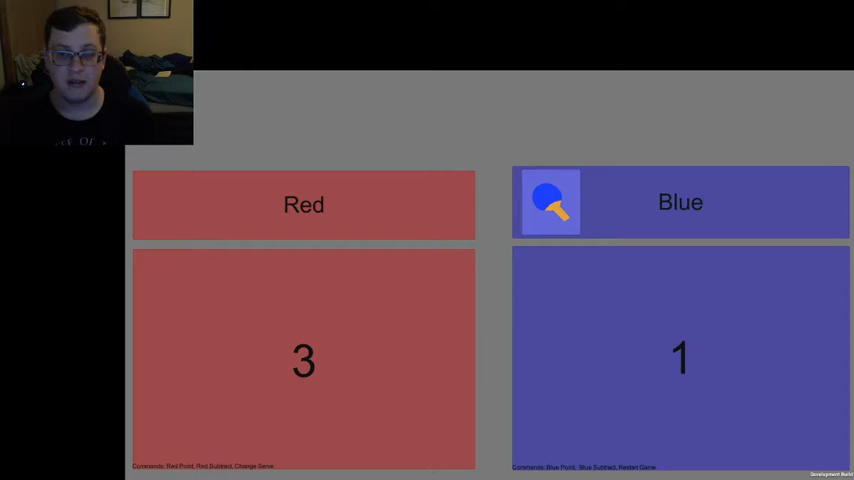 Red
Blue
3
1
Commands: Red Point, Red Subtract, Change Serve
Commands: Blue Point, Blue Subtract, Restart Game
Development Build